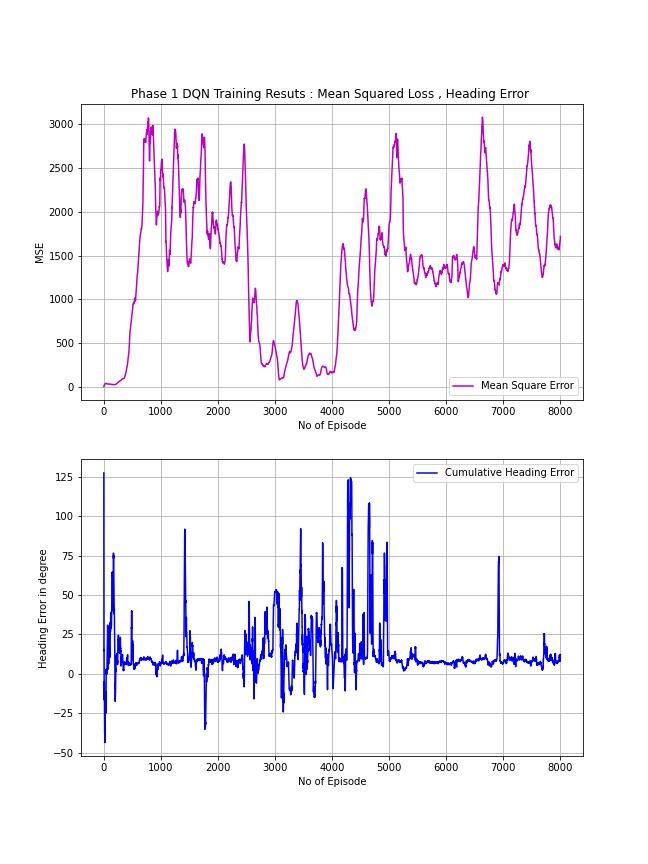 Phase 1 DQN Training Resuts : Mean Squared Loss , Heading Error
3000
2500
2000
1500
1000
500
0
MSE
Mean Square Error
0 1000 2000 3000 4000 5000 6000 7000 8000
No of Episode
125
100
75
50
25
0
−25
−50
Heading Error in degree
Cumulative Heading Error
0 1000 2000 3000 4000 5000 6000 7000 8000
No of Episode